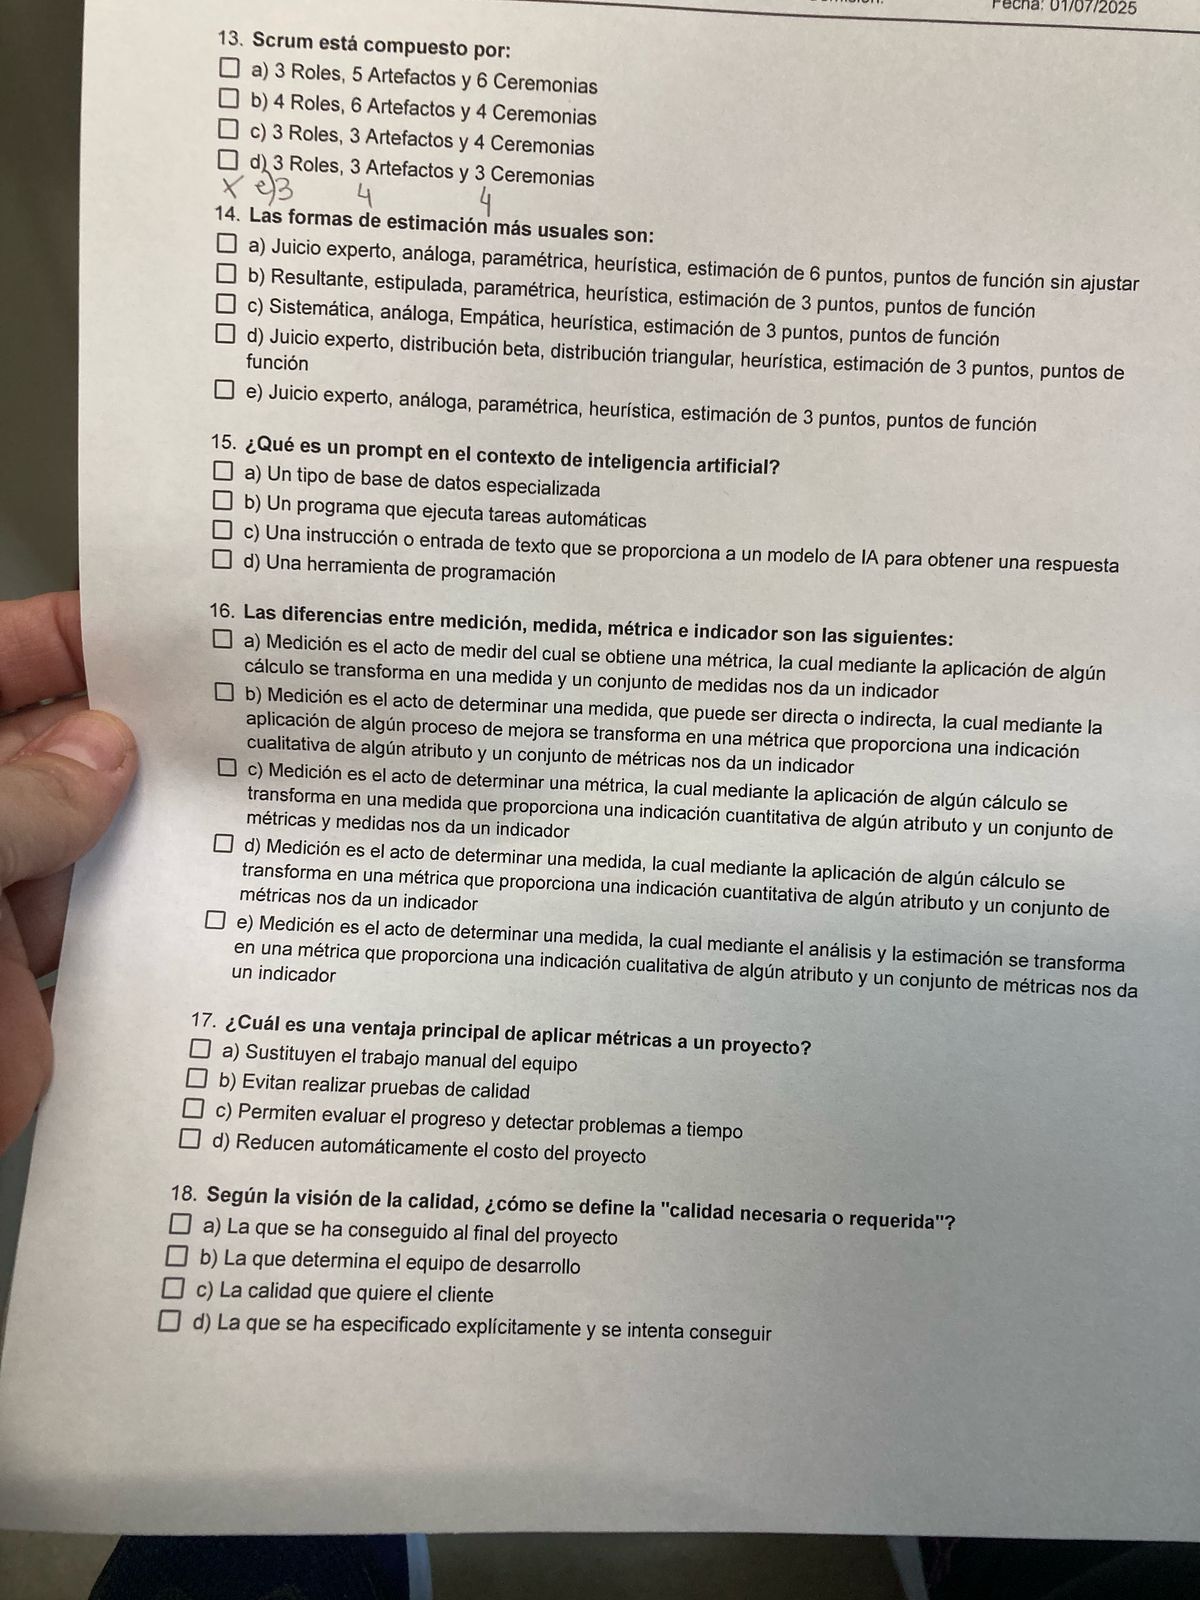 Fecha: 01/07/2025
13. Scrum está compuesto por:
a) 3 Roles, 5 Artefactos y 6 Ceremonias
b) 4 Roles, 6 Artefactos y 4 Ceremonias
c) 3 Roles, 3 Artefactos y 4 Ceremonias
d) 3 Roles, 3 Artefactos y 3 Ceremonias
X e) 3 4 4
14. Las formas de estimación más usuales son:
a) Juicio experto, análoga, paramétrica, heurística, estimación de 6 puntos, puntos de función sin ajustar
b) Resultante, estipulada, paramétrica, heurística, estimación de 3 puntos, puntos de función
c) Sistemática, análoga, Empática, heurística, estimación de 3 puntos, puntos de función
d) Juicio experto, distribución beta, distribución triangular, heurística, estimación de 3 puntos, puntos de
función
e) Juicio experto, análoga, paramétrica, heurística, estimación de 3 puntos, puntos de función
15. ¿Qué es un prompt en el contexto de inteligencia artificial?
a) Un tipo de base de datos especializada
b) Un programa que ejecuta tareas automáticas
c) Una instrucción o entrada de texto que se proporciona a un modelo de IA para obtener una respuesta
d) Una herramienta de programación
16. Las diferencias entre medición, medida, métrica e indicador son las siguientes:
a) Medición es el acto de medir del cual se obtiene una métrica, la cual mediante la aplicación de algún
cálculo se transforma en una medida y un conjunto de medidas nos da un indicador
b) Medición es el acto de determinar una medida, que puede ser directa o indirecta, la cual mediante la
aplicación de algún proceso de mejora se transforma en una métrica que proporciona una indicación
cualitativa de algún atributo y un conjunto de métricas nos da un indicador
c) Medición es el acto de determinar una métrica, la cual mediante la aplicación de algún cálculo se
transforma en una medida que proporciona una indicación cuantitativa de algún atributo y un conjunto de
métricas y medidas nos da un indicador
d) Medición es el acto de determinar una medida, la cual mediante la aplicación de algún cálculo se
transforma en una métrica que proporciona una indicación cuantitativa de algún atributo y un conjunto de
métricas nos da un indicador
e) Medición es el acto de determinar una medida, la cual mediante el análisis y la estimación se transforma
en una métrica que proporciona una indicación cualitativa de algún atributo y un conjunto de métricas nos da
un indicador
17. ¿Cuál es una ventaja principal de aplicar métricas a un proyecto?
a) Sustituyen el trabajo manual del equipo
b) Evitan realizar pruebas de calidad
c) Permiten evaluar el progreso y detectar problemas a tiempo
d) Reducen automáticamente el costo del proyecto
18. Según la visión de la calidad, ¿cómo se define la "calidad necesaria o requerida"?
a) La que se ha conseguido al final del proyecto
b) La que determina el equipo de desarrollo
c) La calidad que quiere el cliente
d) La que se ha especificado explícitamente y se intenta conseguir